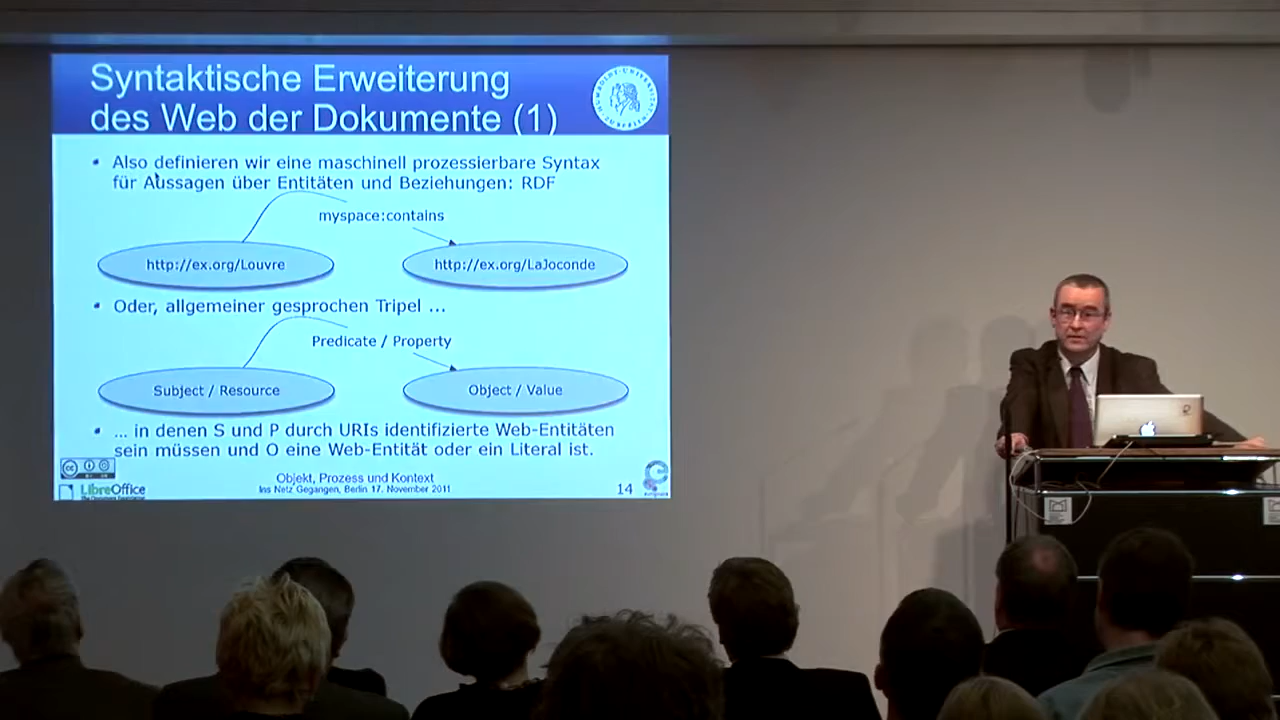 Syntaktische Erweiterung
des Web der Dokumente (1)
• Also definieren wir eine maschinell prozessierbare Syntax
für Aussagen über Entitäten und Beziehungen: RDF
myspace:contains
http://ex.org/Louvre
http://ex.org/LaJoconde
• Oder, allgemeiner gesprochen Tripel ...
Predicate / Property
Subject / Resource
Object / Value
• ... in denen S und P durch URIs identifizierte Web-Entitäten
sein müssen und O eine Web-Entität oder ein Literal ist.
LibreOffice
Objekt, Prozess und Kontext
Ins Netz Gegangen, Berlin 17. November 2011
14